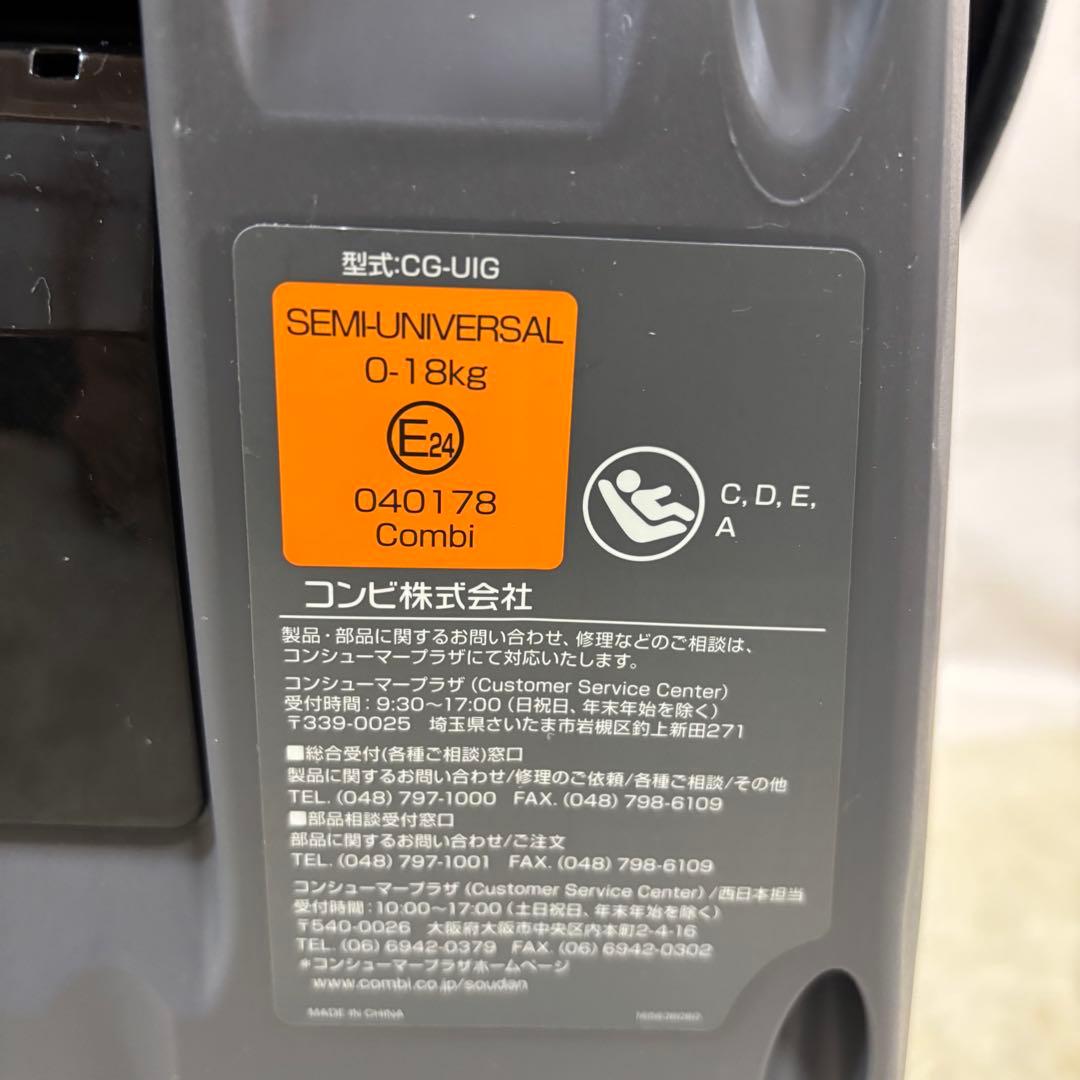 型式:CG-UIG
SEMI-UNIVERSAL
0-18kg
E24
040178
Combi
C, D, E,
A
コンビ株式会社
製品・部品に関するお問い合わせ、修理などのご相談は、
コンシューマープラザにて対応いたします。
コンシューマープラザ (Customer Service Center)
受付時間:9:30〜17:00 (日祝日、年末年始を除く)
〒339-0025 埼玉県さいたま市岩槻区釣上新田271
■総合受付(各種ご相談)窓口
製品に関するお問い合わせ/修理のご依頼/各種ご相談/その他
TEL. (048) 797-1000 FAX. (048) 798-6109
■部品相談受付窓口
部品に関するお問い合わせ/ご注文
TEL. (048) 797-1001 FAX. (048) 798-6109
コンシューマープラザ (Customer Service Center) /西日本担当
受付時間:10:00〜17:00 (土日祝日、年末年始を除く)
〒540-0026 大阪府大阪市中央区内本町2-4-16
TEL. (06) 6942-0379 FAX. (06) 6942-0302
*コンシューマープラザホームページ
www.combi.co.jp/soudan
MADE IN CHINA